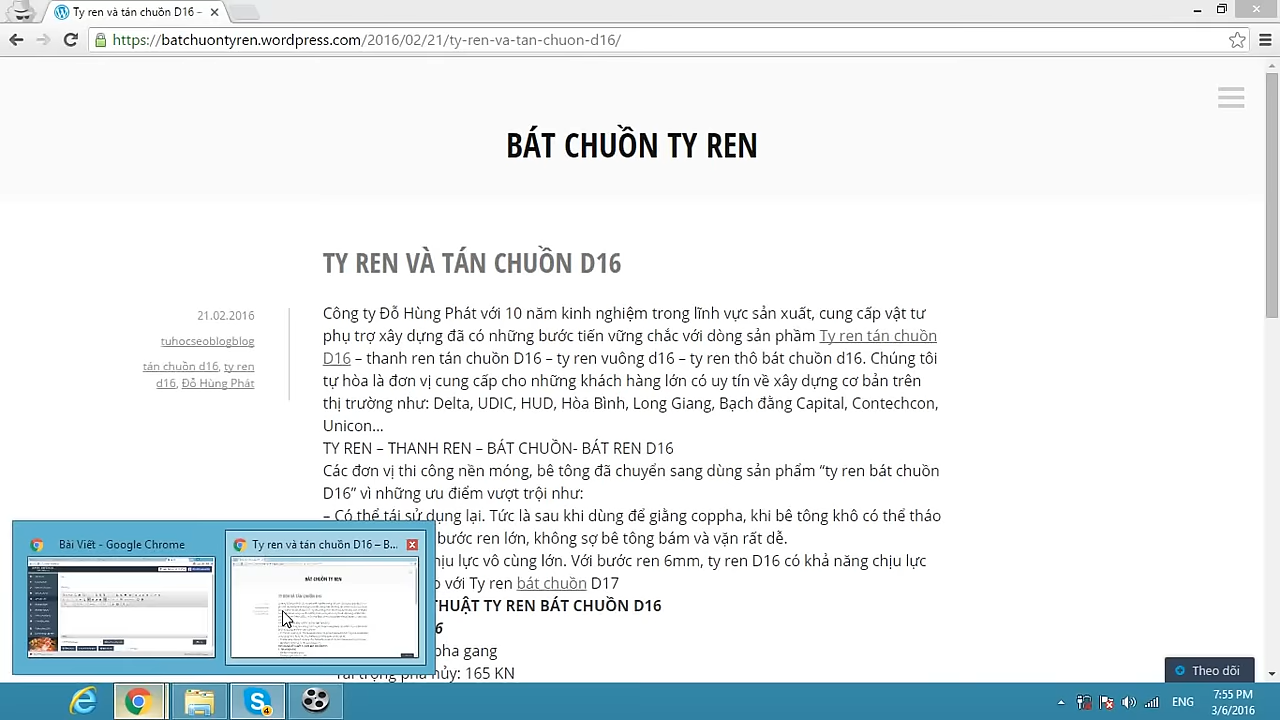 Ty ren và tán chuồn D16 –
https://batchuontyren.wordpress.com/2016/02/21/ty-ren-va-tan-chuon-d16/
BÁT CHUỒN TY REN
TY REN VÀ TÁN CHUỒN D16
21.02.2016
tuhocseoblogblog
tán chuồn d16, ty ren
d16, Đỗ Hùng Phát
Công ty Đỗ Hùng Phát với 10 năm kinh nghiệm trong lĩnh vực sản xuất, cung cấp vật tư
phụ trợ xây dựng đã có những bước tiến vững chắc với dòng sản phầm Ty ren tán chuồn
D16 – thanh ren tán chuồn D16 – ty ren vuông d16 – ty ren thô bát chuồn d16. Chúng tôi
tự hòa là đơn vị cung cấp cho những khách hàng lớn có uy tín về xây dựng cơ bản trên
thị trường như: Delta, UDIC, HUD, Hòa Bình, Long Giang, Bạch đằng Capital, Contechcon,
Unicon…
TY REN – THANH REN – BÁT CHUỒN- BÁT REN D16
Các đơn vị thi công nền móng, bê tông đã chuyển sang dùng sản phẩm “ty ren bát chuồn
D16” vì những ưu điểm vượt trội như:
– Có thể tái sử dụng lại. Tức là sau khi dùng để giằng coppha, khi bê tông khô có thể tháo
bước ren lớn, không sợ bê tông bám và vặn rất dễ.
hịu lực vô cùng lớn. Với bước ren 6mm, ty ren D16 có khả năng chịu lực
o với Ty ren bát chuồn D17
THUẬT TY REN BÁT CHUỒN D16
6
pha gang
Tải trọng phá hủy: 165 KN
Bài Viết - Google Chrome
Ty ren và tán chuồn D16 – B...
BÁT CHUỒN TY REN
Theo dõi
4
ENG
7:55 PM
3/6/2016